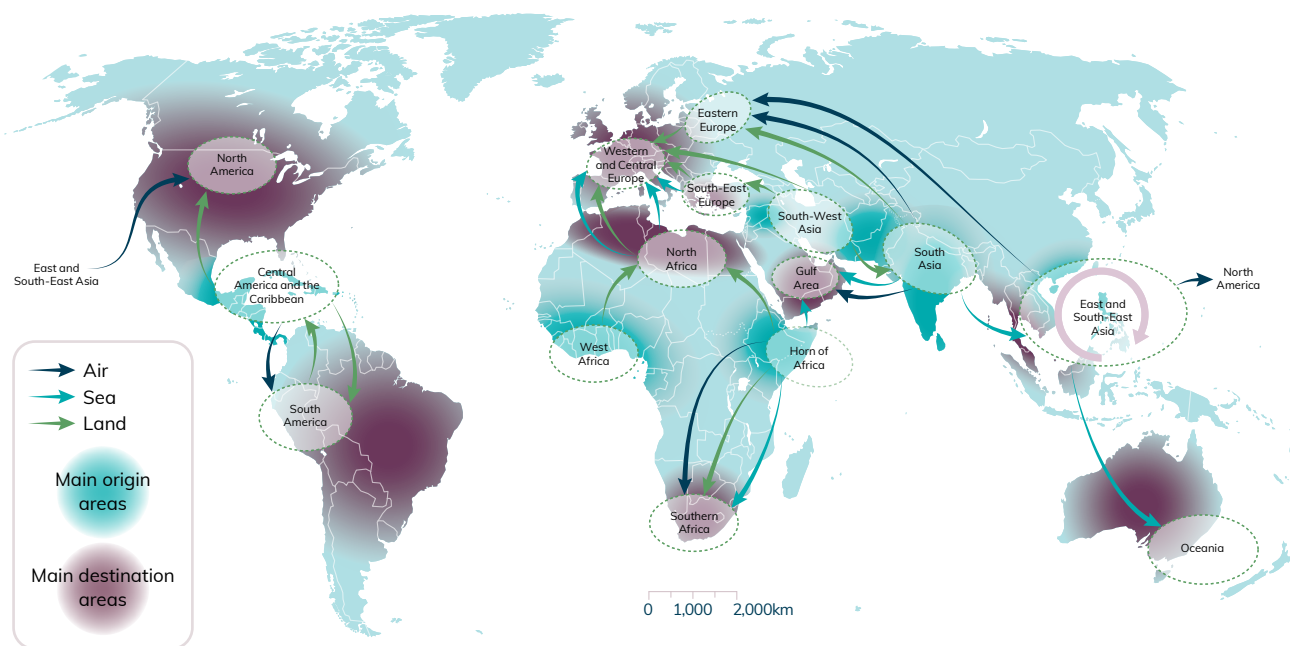 Eastern
Europe
Western
and Central
Europe
North
America
South-East
Europe
South-West
Asia
North
Africa
South
Asia
Gulf
Area
East and
South-East Asia
Central
America and the
Caribbean
North
America
East and
South-East
Asia
West
Africa
Horn of
Africa
Air
Sea
Land
South
America
Main origin
areas
Southern
Africa
Oceania
Main destination
areas
0 1,000 2,000km